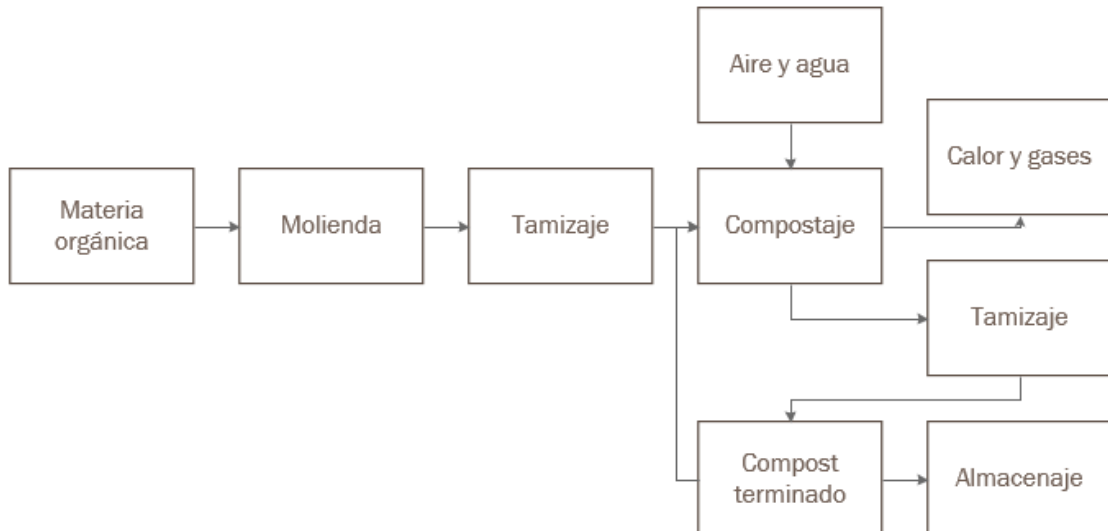 Aire y agua
Calor y gases
Materia
orgánica
Molienda
Tamizaje
Compostaje
Tamizaje
Compost
terminado
Almacenaje